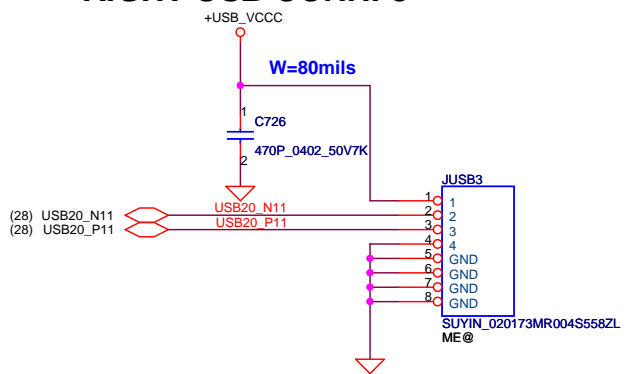 +USB_VCCC
W=80mils
1
C726
2
470P_0402_50V7K
JUSB3
1 1
(28) USB20_N11 USB20_N11 2 2
(28) USB20_P11 USB20_P11 3 3
4 4
5 GND
6 GND
7 GND
8 GND
SUYIN_020173MR004S558ZL
ME@